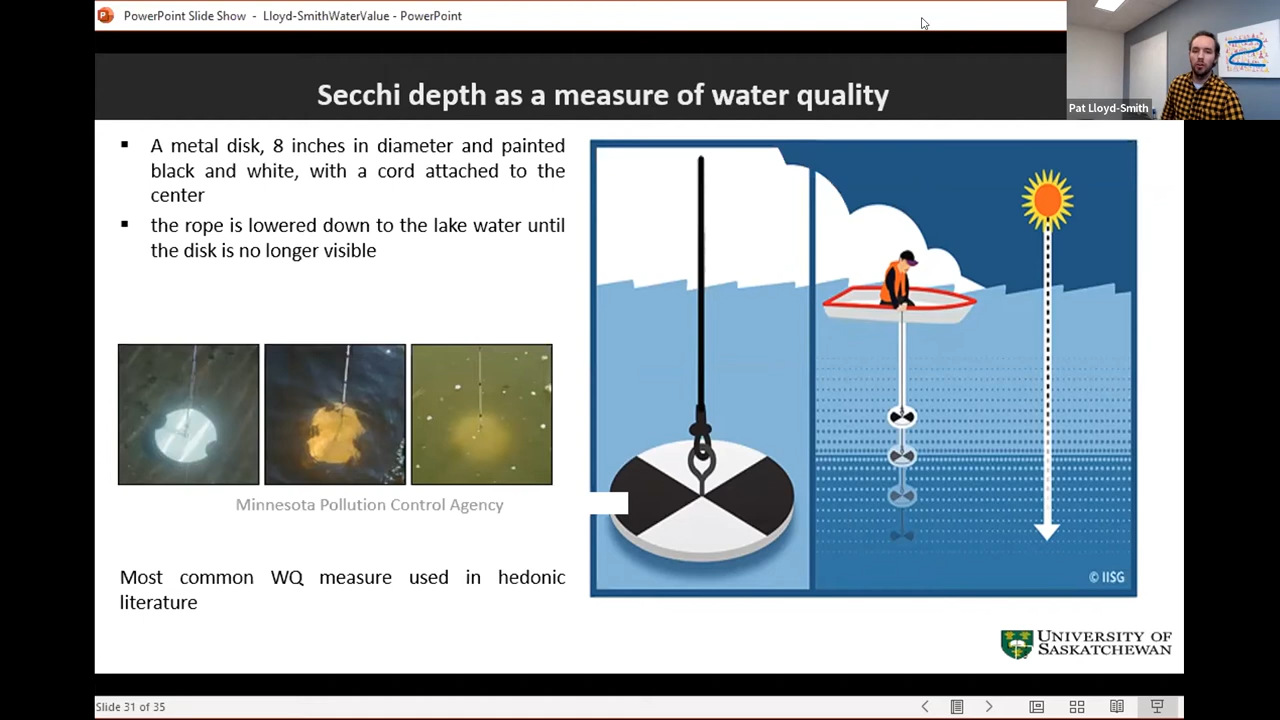 PowerPoint Slide Show - Lloyd-SmithWaterValue - PowerPoint
Pat Lloyd-Smith
Secchi depth as a measure of water quality
▪ A metal disk, 8 inches in diameter and painted
black and white, with a cord attached to the
center
▪ the rope is lowered down to the lake water until
the disk is no longer visible
Minnesota Pollution Control Agency
Most common WQ measure used in hedonic
literature
© IISG
UNIVERSITY OF
SASKATCHEWAN
Slide 31 of 35